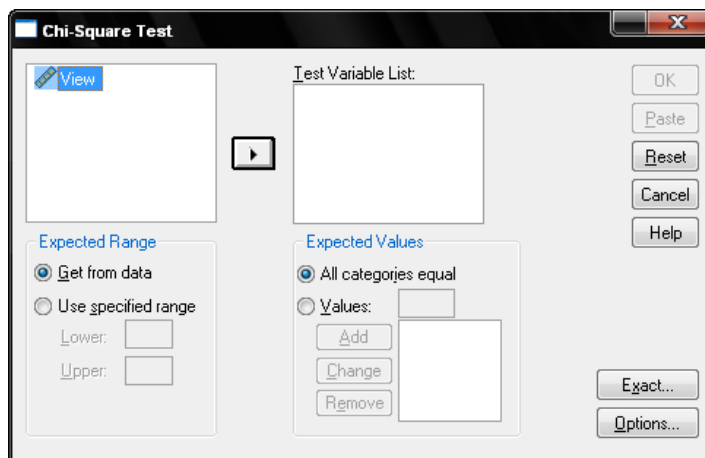 Chi-Square Test
View
Test Variable List:
OK
Paste
Reset
Cancel
Help
Expected Range
Get from data
Use specified range
Lower:
Upper:
Expected Values
All categories equal
Values:
Add
Change
Remove
Exact...
Options...